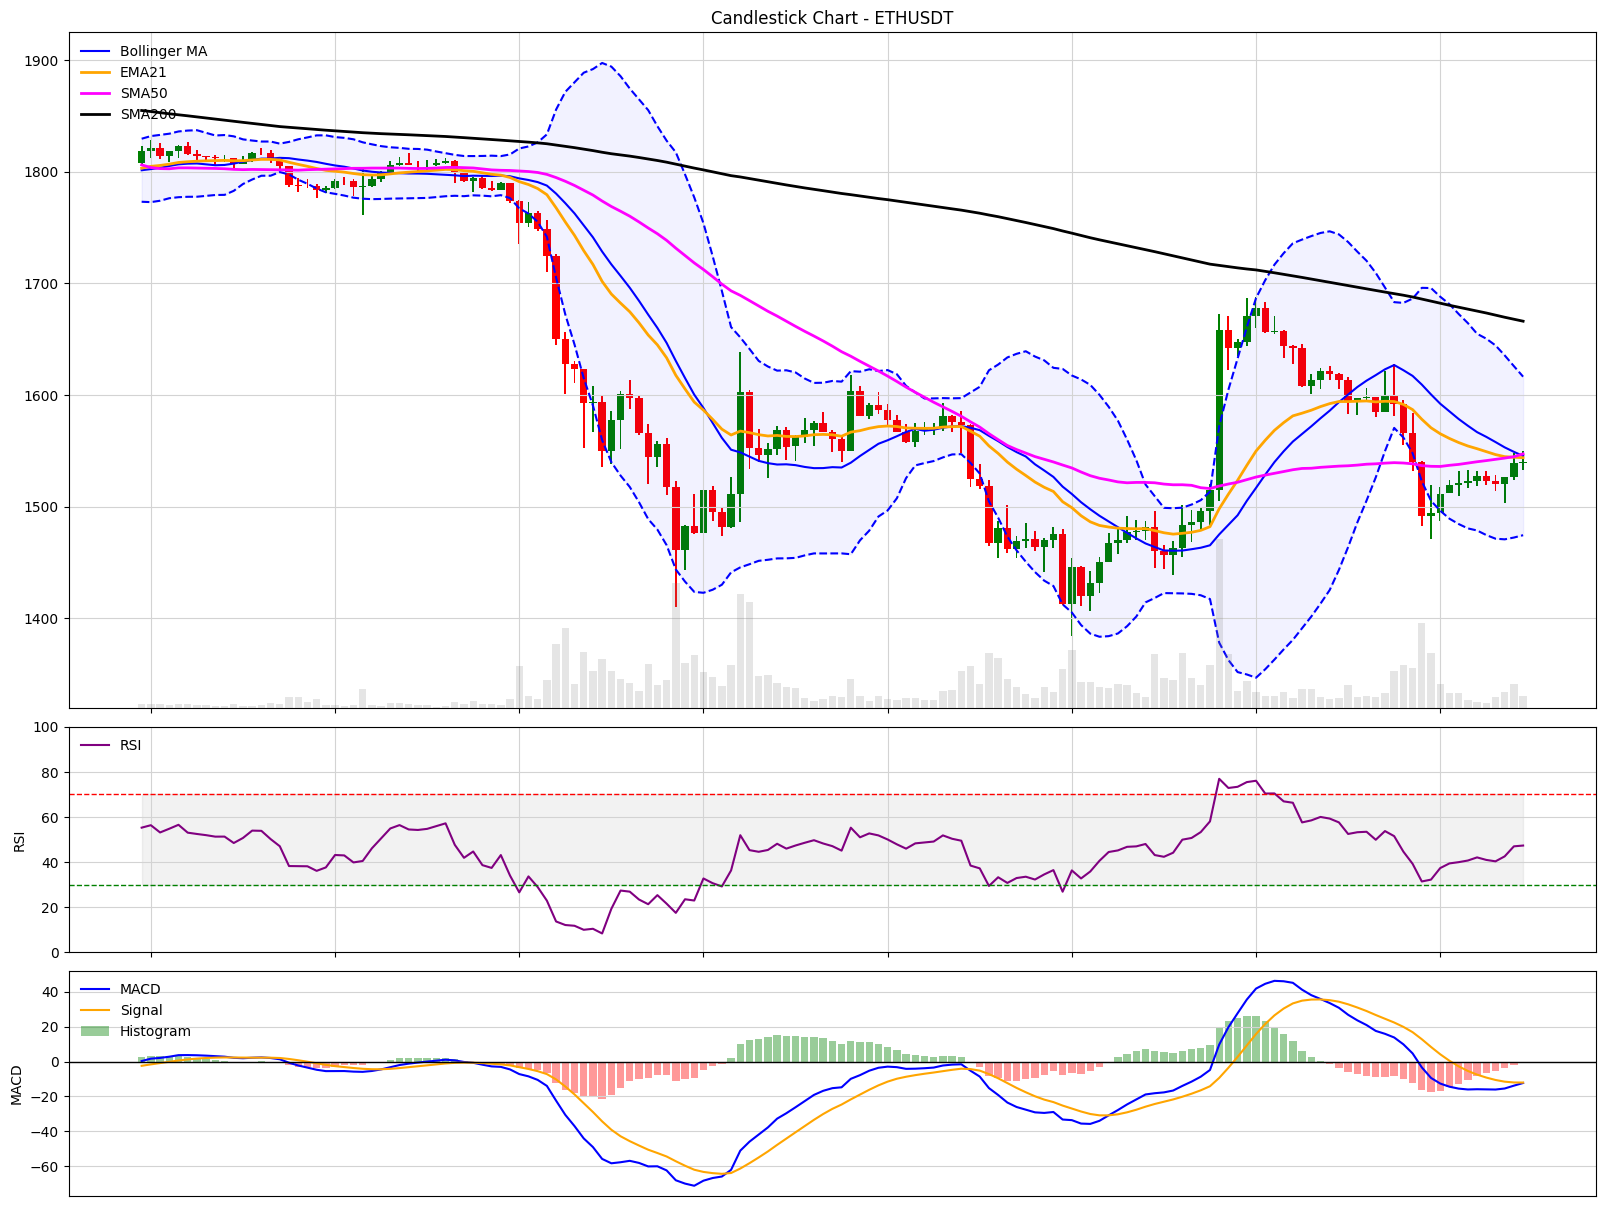 Candlestick Chart - ETHUSDT
Bollinger MA
EMA21
SMA50
SMA200
1900
1800
1700
1600
1500
1400
RSI
100
80
60
40
20
0
RSI
MACD
Signal
Histogram
40
20
0
−20
−40
−60
MACD